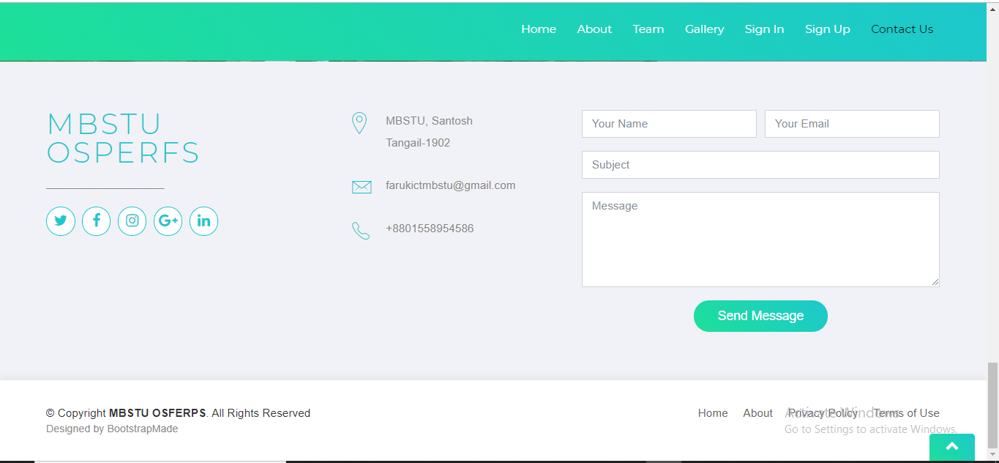 Home About Team Gallery Sign In Sign Up Contact Us
MBSTU
OSPERFS
MBSTU, Santosh
Tangail-1902
farukictmbstu@gmail.com
+8801558954586
Your Name Your Email
Subject
Message
Send Message
© Copyright MBSTU OSFERPS. All Rights Reserved
Designed by BootstrapMade
Home About Privacy Policy Terms of Use
Activate Windows
Go to Settings to activate Windows.